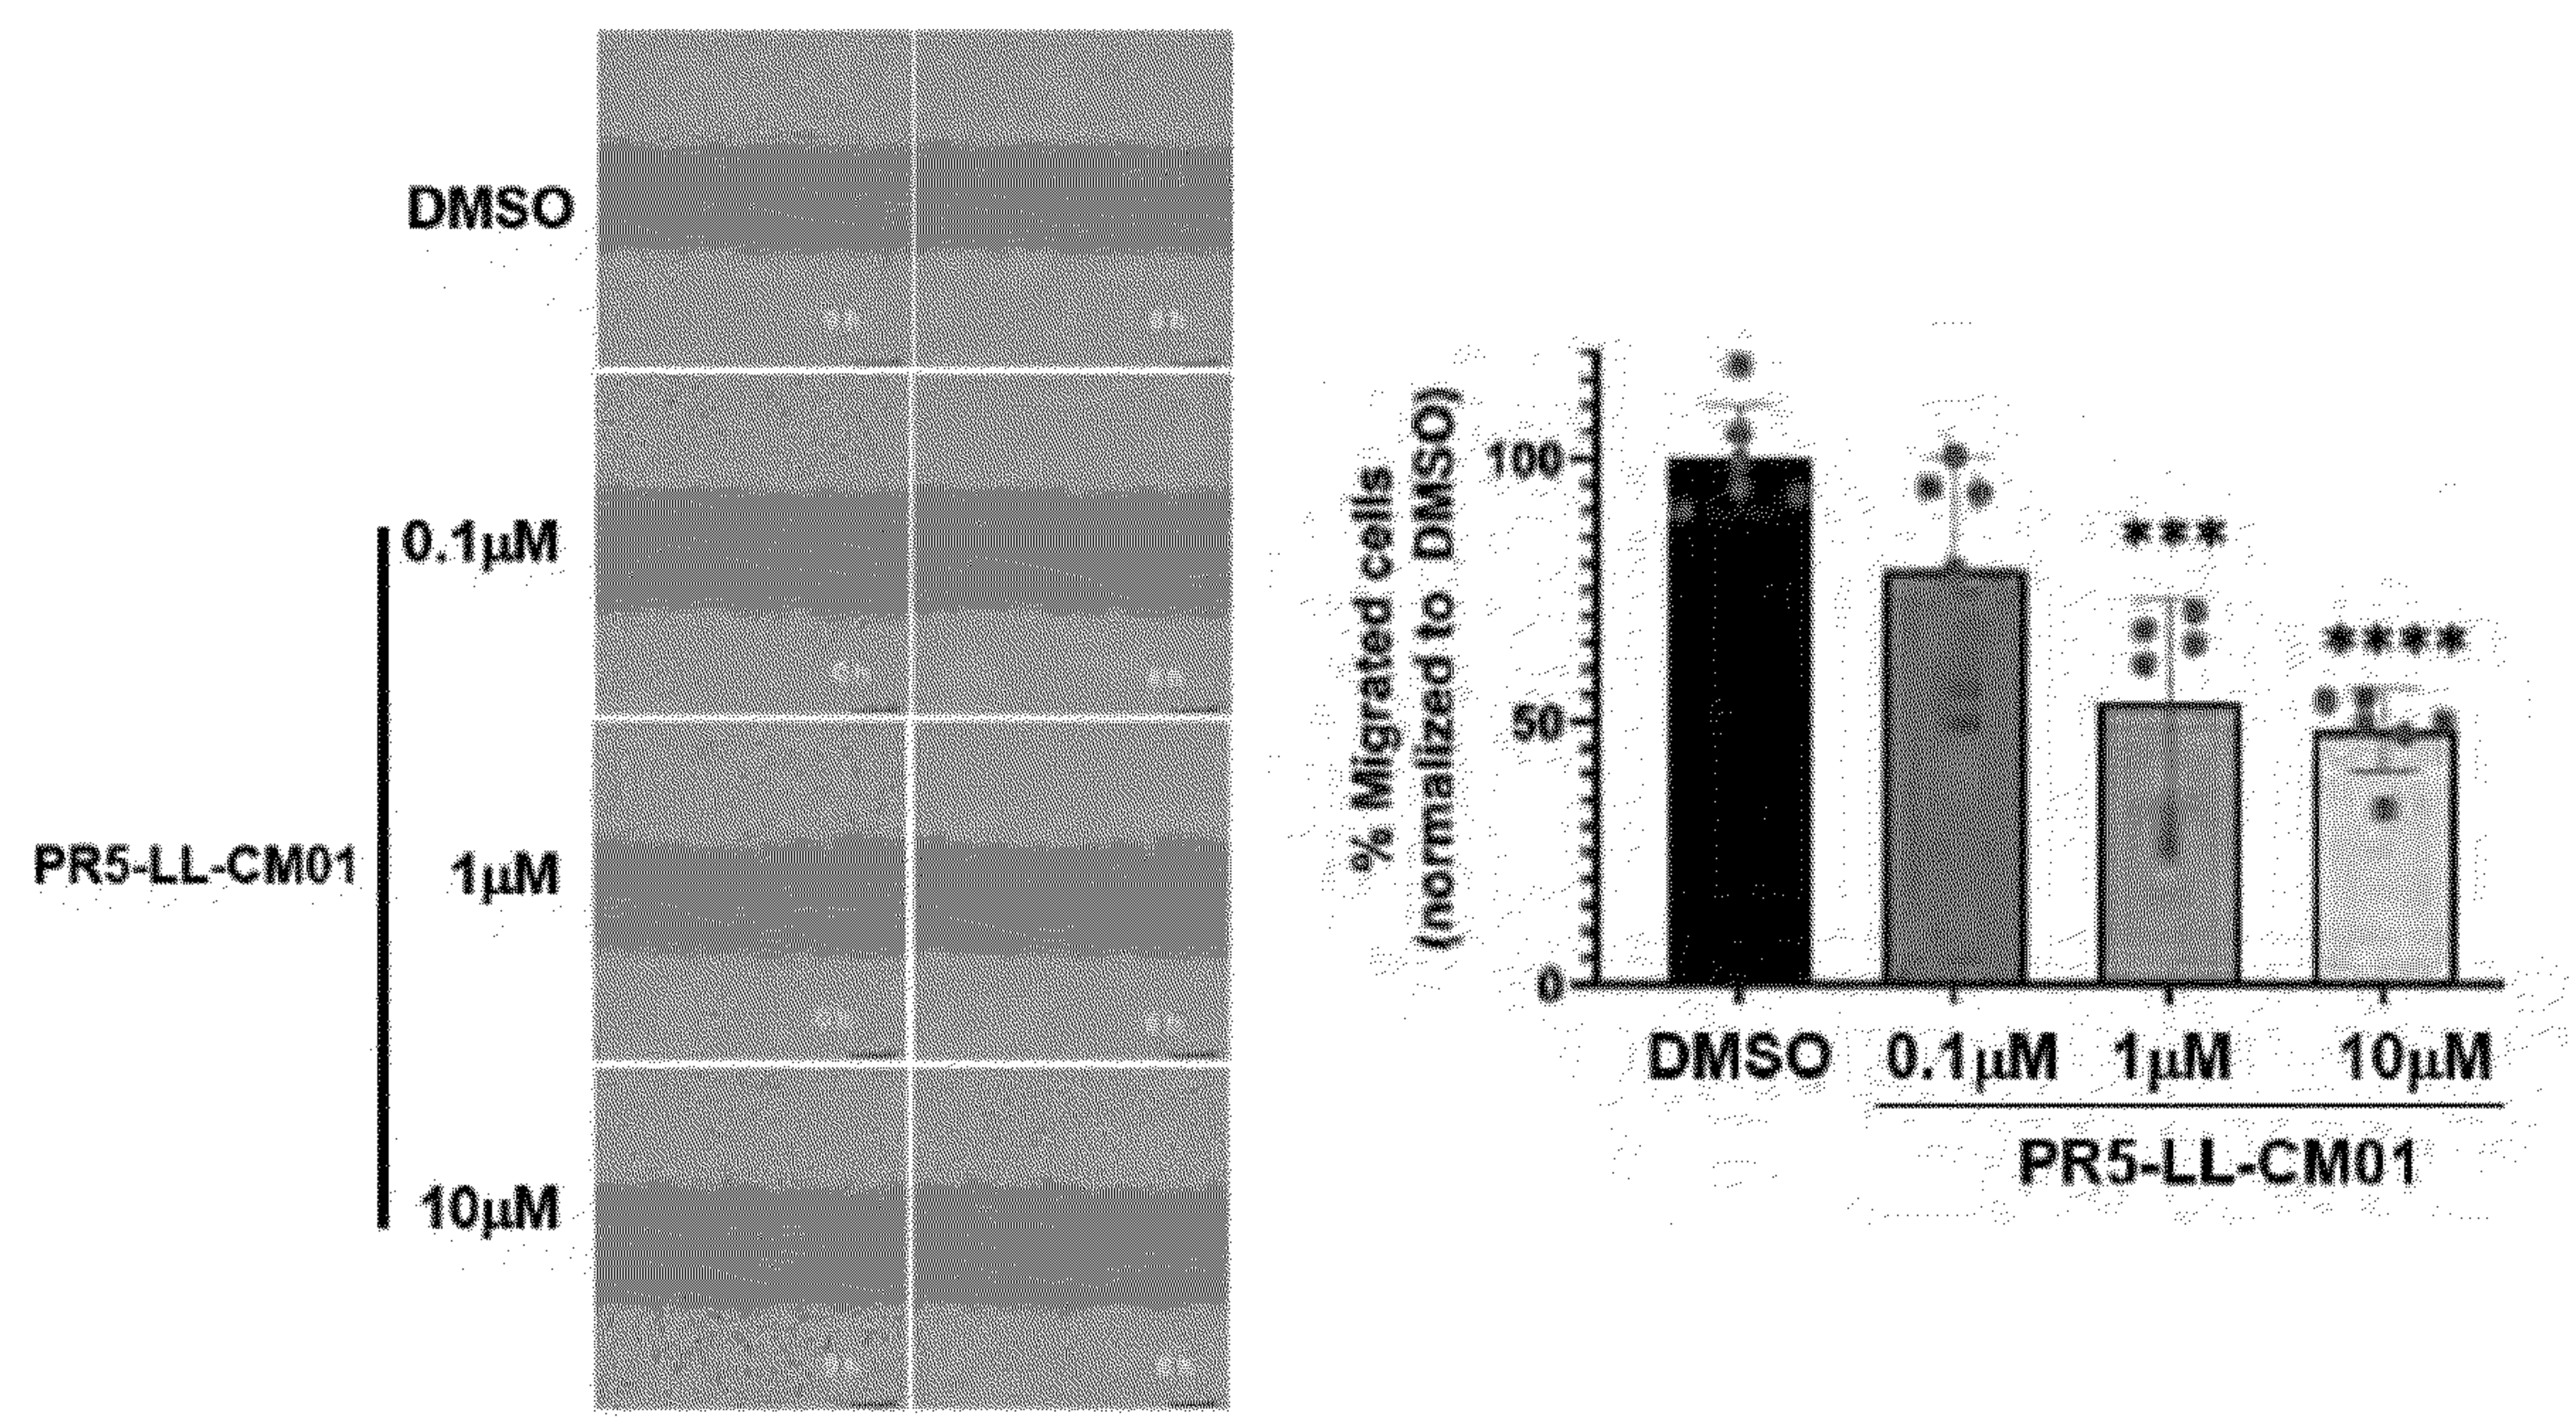 DMSO
0.1μM
PR5-LL-CM01
1μM
10μM
% Migrated cells
(normalized to DMSO)
100
50
0
***
****
DMSO 0.1μM 1μM 10μM
PR5-LL-CM01